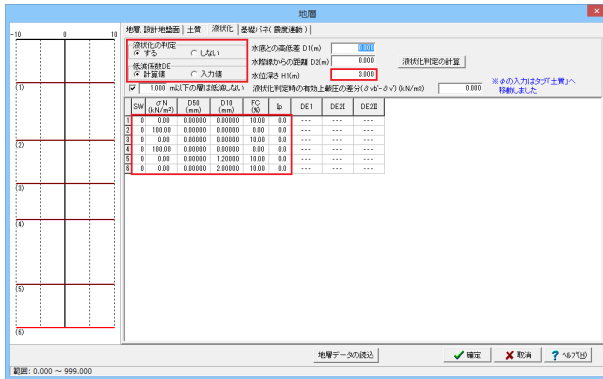 地層
地層, 設計地盤面 土質 液状化 基礎バネ( 震度連動 )
-10 0 10
(1)
(2)
(3)
(4)
(5)
(6)
液状化の判定
する しない
低減係数DE
計算値 入力値
水底との高低差 D1(m) 0.000
水際線からの距離 D2(m) 0.000
水位深さ H(m) 3.000
液状化判定の計算
1.000 m以下の層は低減しない
液状化判定時の有効上載圧の差分(σvb'-σv') (kN/m2) 0.000
※φの入力はタブ「土質」へ
移動しました
SW σN (kN/m²) D50 (mm) D10 (mm) FC (%) Ip DE1 DE2I DE2II
1 0 0.00 0.00000 0.00000 10.00 0.0 --- --- ---
2 0 100.00 0.00000 0.00000 0.00 0.0 --- --- ---
3 0 0.00 0.00000 0.00000 10.00 0.0 --- --- ---
4 0 100.00 0.00000 0.00000 0.00 0.0 --- --- ---
5 0 0.00 0.00000 1.20000 10.00 0.0 --- --- ---
6 0 0.00 0.00000 2.00000 10.00 0.0 --- --- ---
地層データの読込
確定 取消 ヘルプ(H)
範囲: 0.000 ～ 999.000